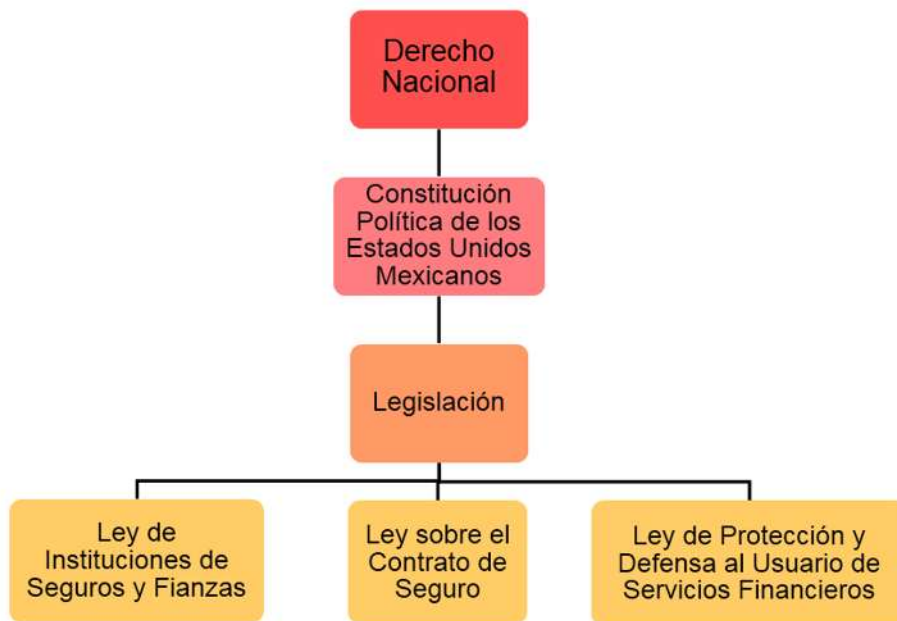 Derecho
Nacional
Constitución
Política de los
Estados Unidos
Mexicanos
Legislación
Ley de
Instituciones de
Seguros y Fianzas
Ley sobre el
Contrato de
Seguro
Ley de Protección y
Defensa al Usuario de
Servicios Financieros